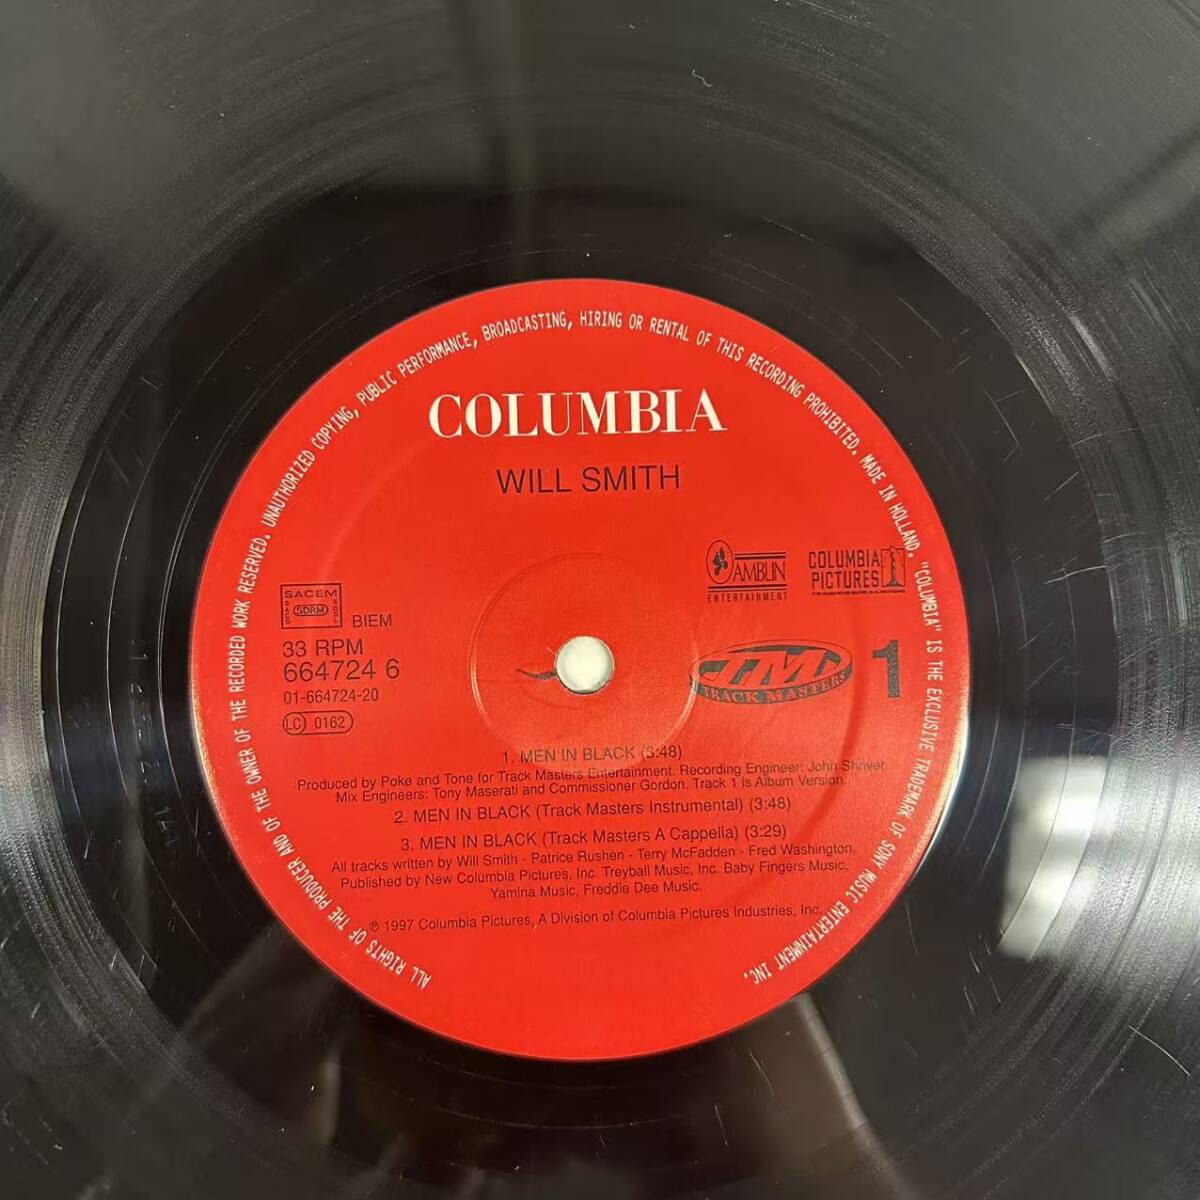 ALL RIGHTS OF THE PRODUCER AND OF THE OWNER OF THE RECORDED WORK RESERVED. UNAUTHORIZED COPYING, PUBLIC PERFORMANCE, BROADCASTING, HIRING OR RENTAL OF THIS RECORDING PROHIBITED. MADE IN HOLLAND. "COLUMBIA" IS THE EXCLUSIVE TRADEMARK OF SONY MUSIC ENTERTAINMENT INC.
COLUMBIA
WILL SMITH
AMBLIN
ENTERTAINMENT
COLUMBIA
PICTURES
SACEM
SACD SDRM SGDL
BIEM
33 RPM
664724 6
01-664724-20
LC 0162
TM
TRACK MASTERS
1
1. MEN IN BLACK (3:48)
Produced by Poke and Tone for Track Masters Entertainment. Recording Engineer: John Shriver
Mix Engineers: Tony Maserati and Commissioner Gordon. Track 1 is Album Version.
2. MEN IN BLACK (Track Masters Instrumental) (3:48)
3. MEN IN BLACK (Track Masters A Cappella) (3:29)
All tracks written by Will Smith - Patrice Rushen - Terry McFadden - Fred Washington,
Published by New Columbia Pictures, Inc. Treyball Music, Inc. Baby Fingers Music,
Yamina Music, Freddie Dee Music.
℗ 1997 Columbia Pictures, A Division of Columbia Pictures Industries, Inc.